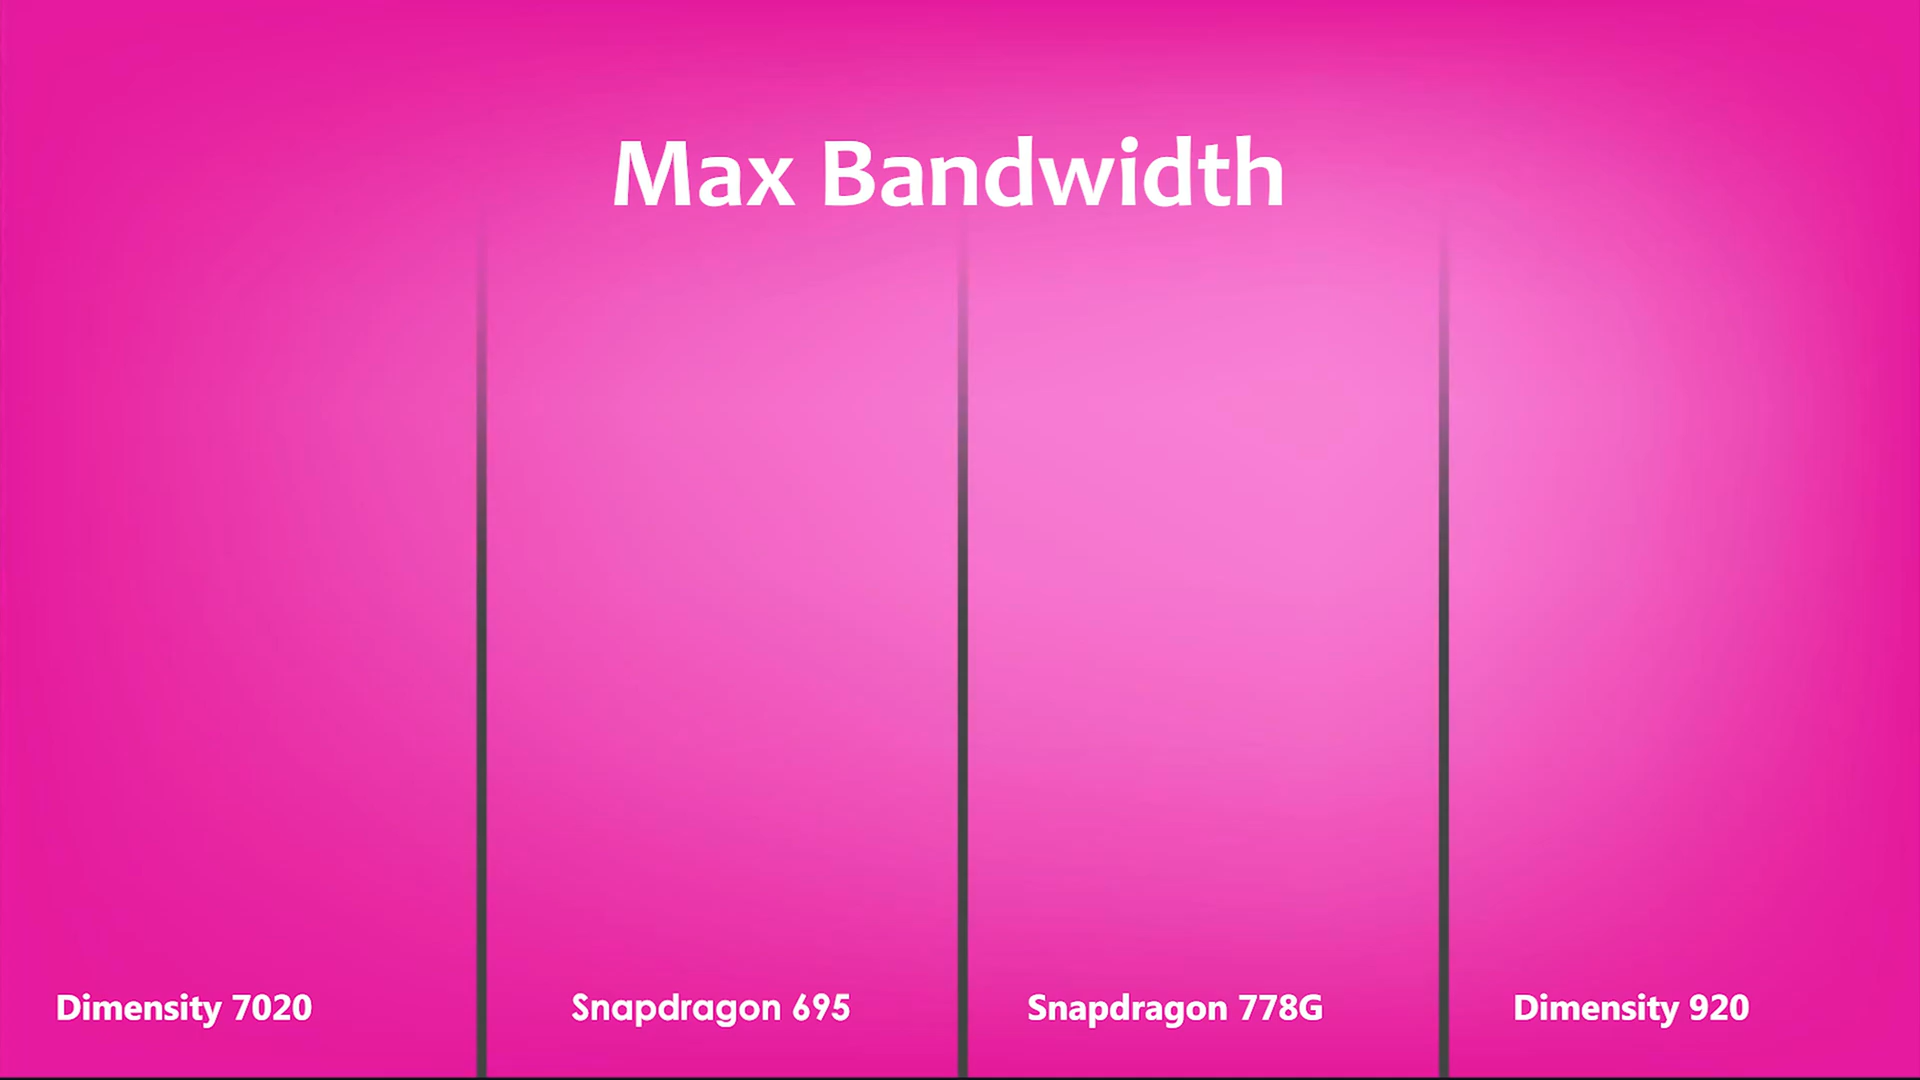 Max Bandwidth
Dimensity 7020
Snapdragon 695
Snapdragon 778G
Dimensity 920